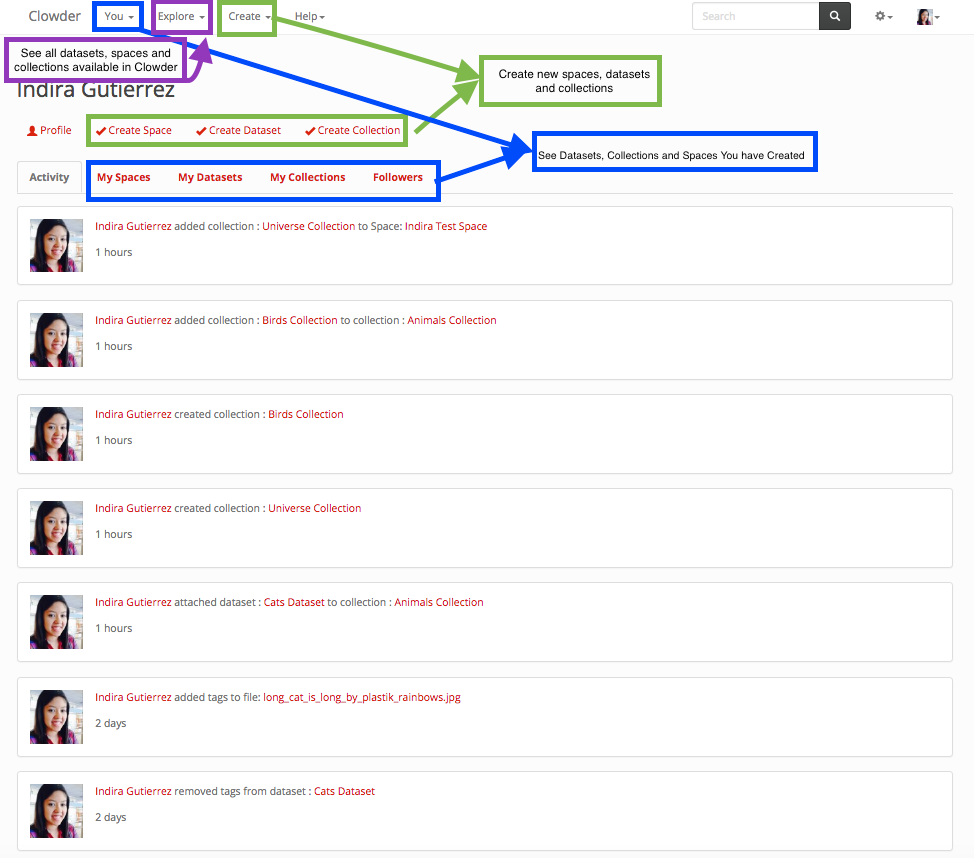 Clowder You Explore Create Help Search
See all datasets, spaces and
collections available in Clowder
Create new spaces, datasets
and collections
Indira Gutierrez
Profile Create Space Create Dataset Create Collection
See Datasets, Collections and Spaces You have Created
Activity My Spaces My Datasets My Collections Followers
Indira Gutierrez added collection : Universe Collection to Space: Indira Test Space
1 hours
Indira Gutierrez added collection : Birds Collection to collection : Animals Collection
1 hours
Indira Gutierrez created collection : Birds Collection
1 hours
Indira Gutierrez created collection : Universe Collection
1 hours
Indira Gutierrez attached dataset : Cats Dataset to collection : Animals Collection
1 hours
Indira Gutierrez added tags to file: long_cat_is_long_by_plastik_rainbows.jpg
2 days
Indira Gutierrez removed tags from dataset : Cats Dataset
2 days